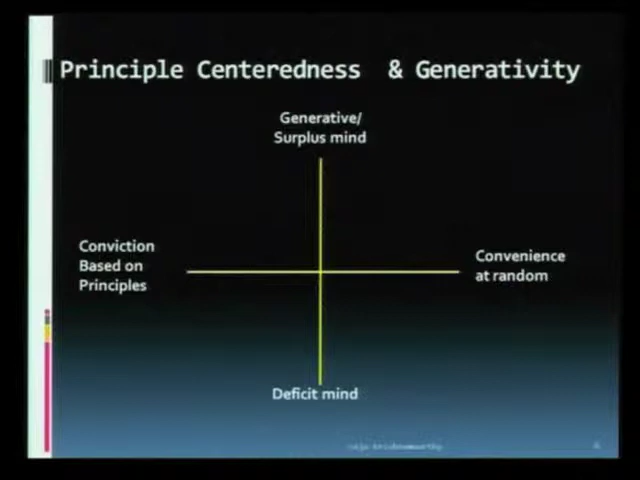 Principle Centeredness & Generativity
Generative/
Surplus mind
Conviction
Based on
Principles
Convenience
at random
Deficit mind